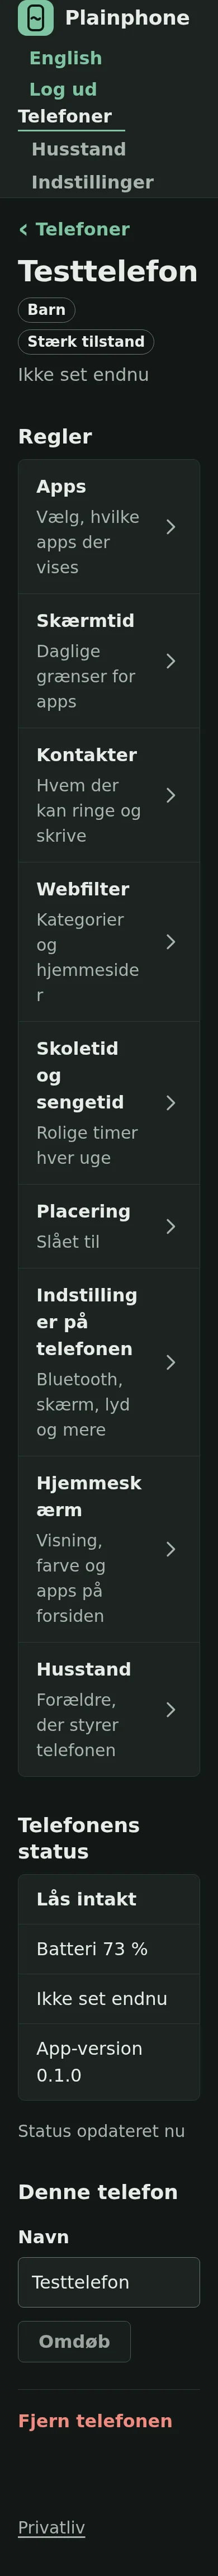 Plainphone
English
Log ud
Telefoner
Husstand
Indstillinger
‹ Telefoner
Testtelefon
Barn
Stærk tilstand
Ikke set endnu
Regler
Apps
Vælg, hvilke
apps der
vises
Skærmtid
Daglige
grænser for
apps
Kontakter
Hvem der
kan ringe og
skrive
Webfilter
Kategorier
og
hjemmeside
r
Skoletid
og
sengetid
Rolige timer
hver uge
Placering
Slået til
Indstilling
er på
telefonen
Bluetooth,
skærm, lyd
og mere
Hjemmesk
ærm
Visning,
farve og
apps på
forsiden
Husstand
Forældre,
der styrer
telefonen
Telefonens
status
Lås intakt
Batteri 73 %
Ikke set endnu
App-version
0.1.0
Status opdateret nu
Denne telefon
Navn
Testtelefon
Omdøb
Fjern telefonen
Privatliv